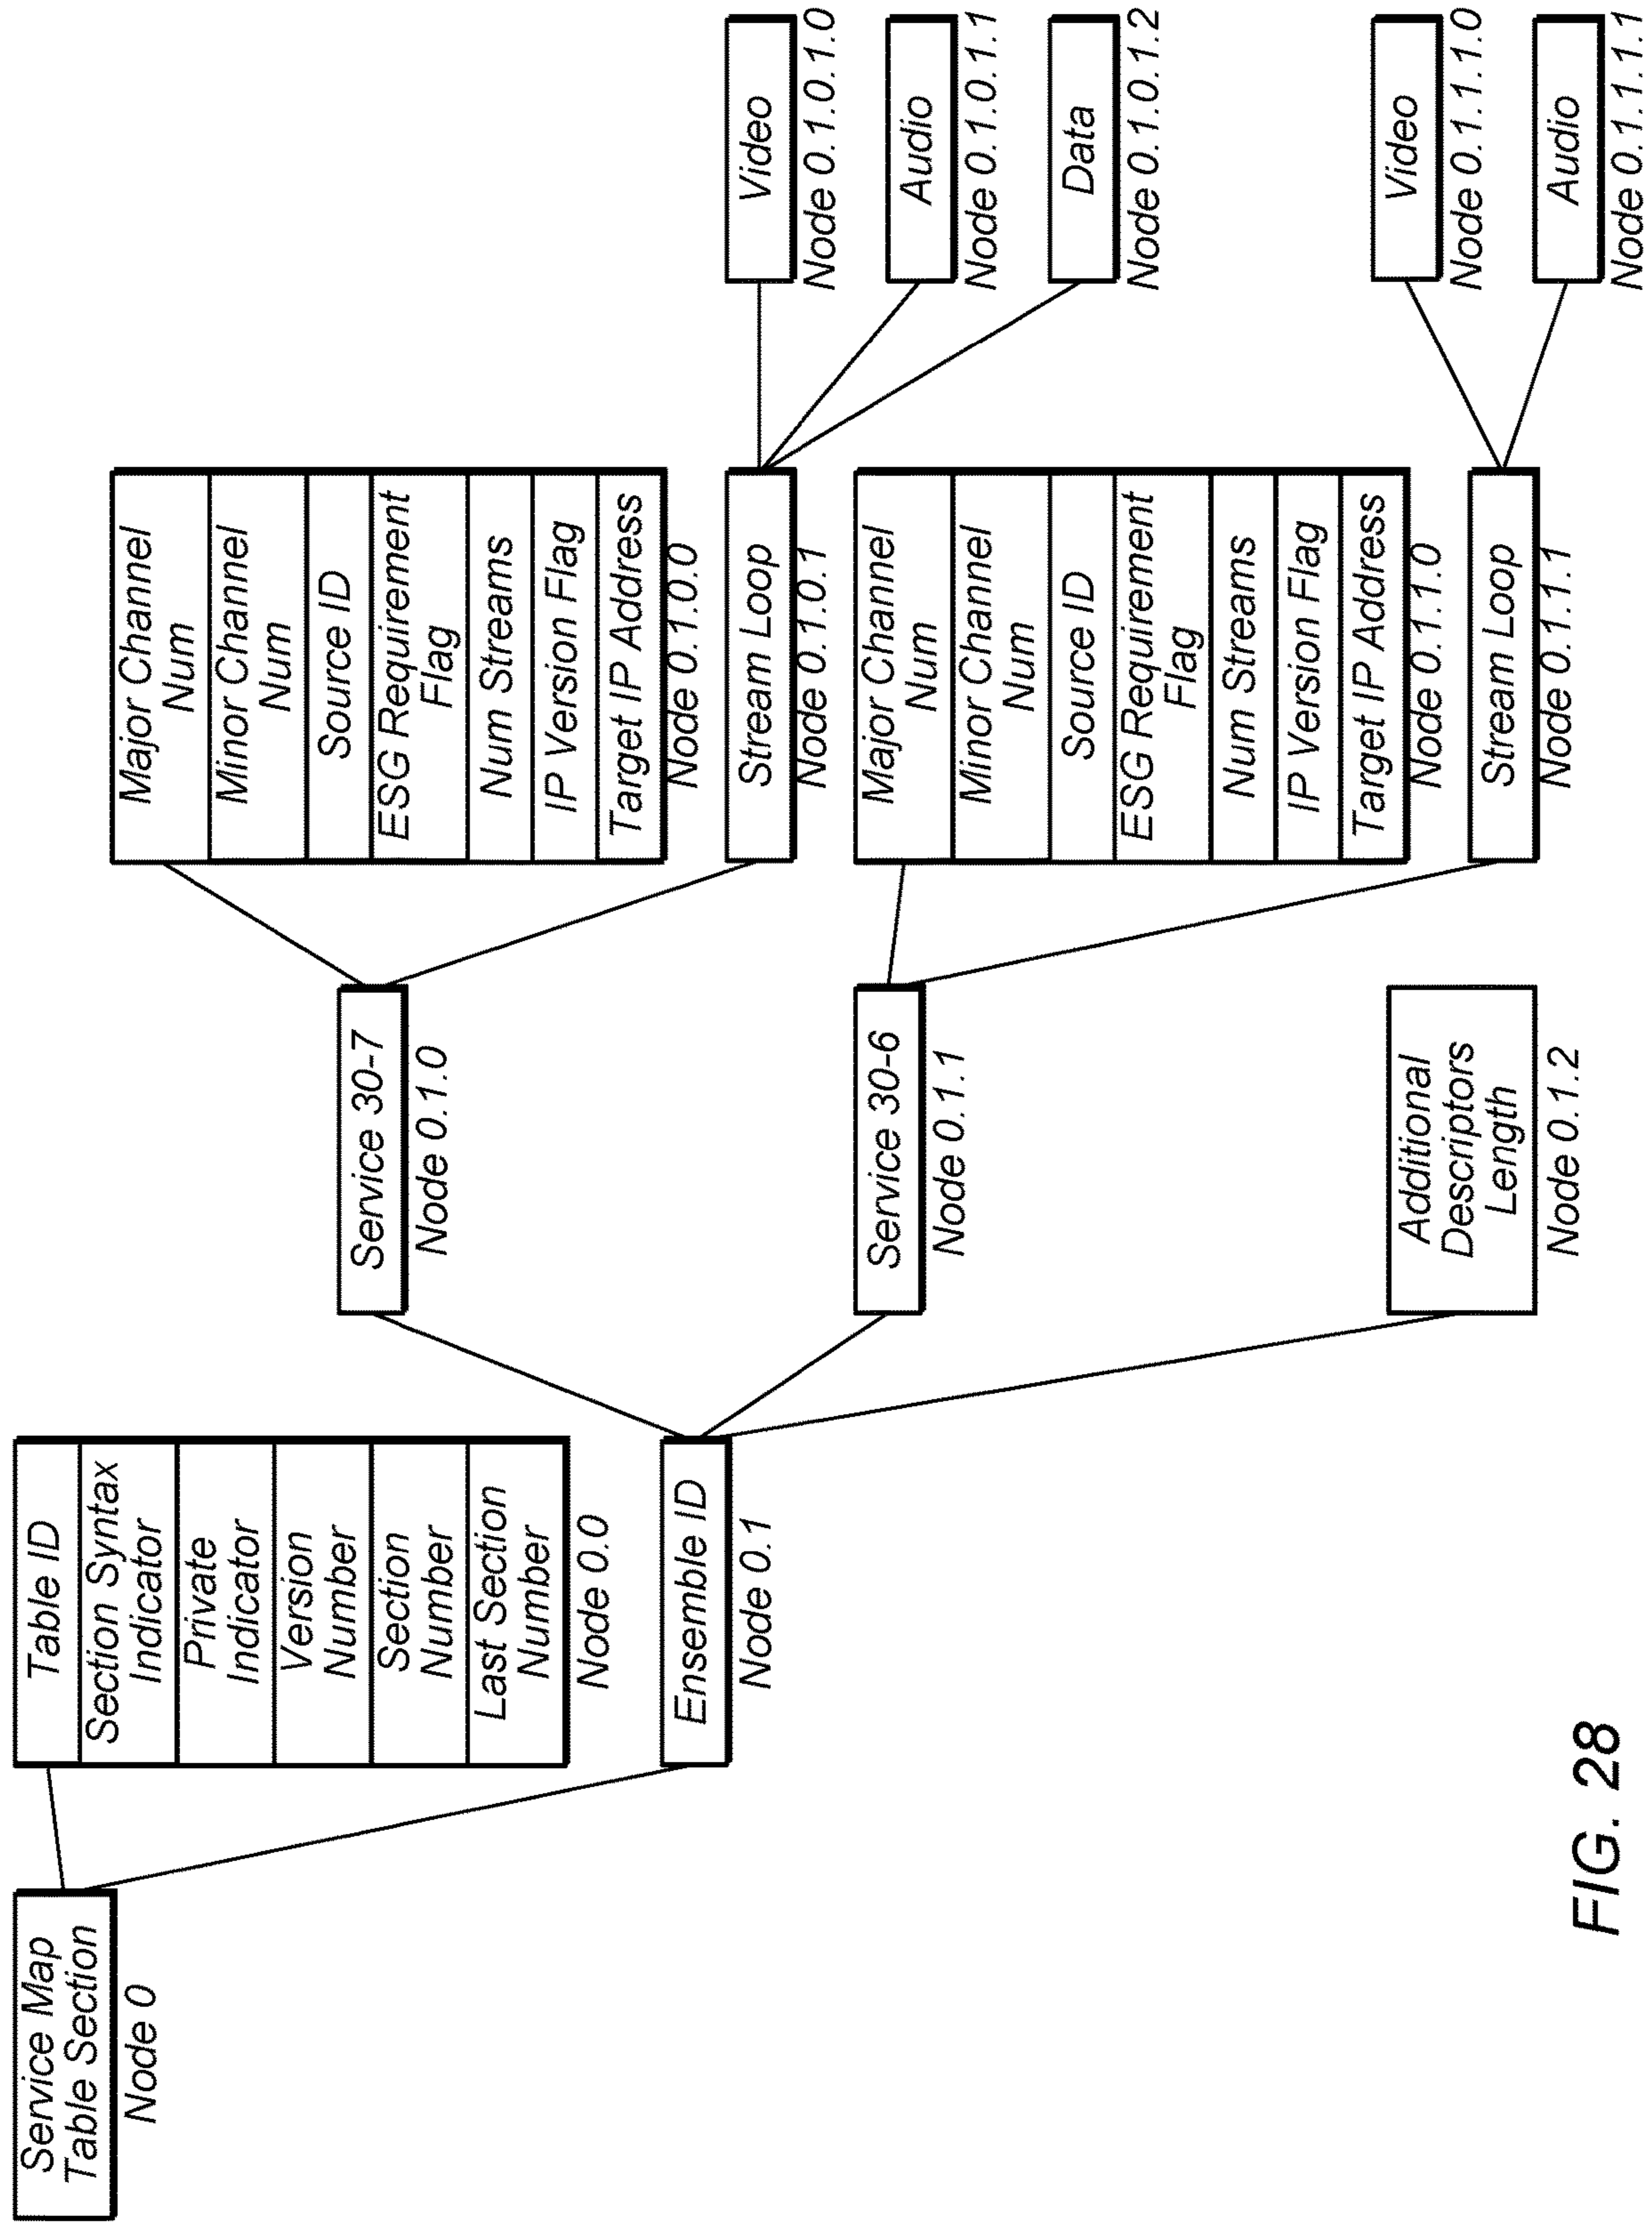 Service Map
Table Section
Node 0
Table ID
Section Syntax
Indicator
Private
Indicator
Version
Number
Section
Number
Last Section
Number
Node 0.0
Ensemble ID
Node 0.1
Service 30-7
Node 0.1.0
Service 30-6
Node 0.1.1
Additional
Descriptors
Length
Node 0.1.2
Major Channel
Num
Minor Channel
Num
Source ID
ESG Requirement
Flag
Num Streams
IP Version Flag
Target IP Address
Node 0.1.0.0
Stream Loop
Node 0.1.0.1
Major Channel
Num
Minor Channel
Num
Source ID
ESG Requirement
Flag
Num Streams
IP Version Flag
Target IP Address
Node 0.1.1.0
Stream Loop
Node 0.1.1.1
Video
Node 0.1.0.1.0
Audio
Node 0.1.0.1.1
Data
Node 0.1.0.1.2
Video
Node 0.1.1.1.0
Audio
Node 0.1.1.1.1
FIG. 28